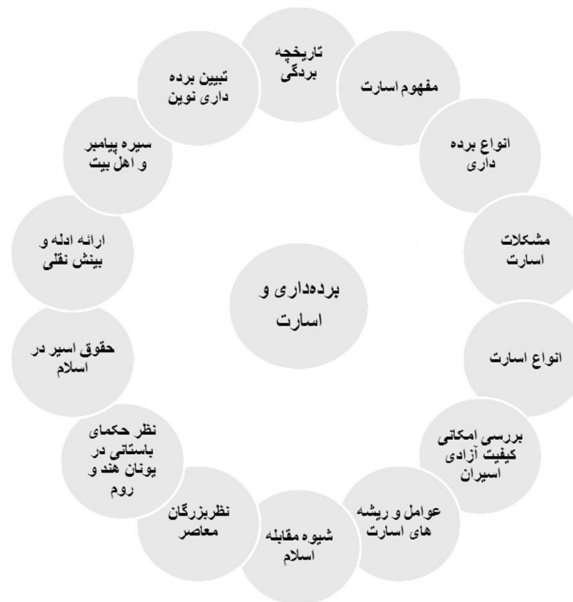 تاریخچه
بردگی
مفهوم اسارت
انواع برده
داری
مشکلات
اسارت
انواع اسارت
بررسی امکانی
کیفیت آزادی
اسیران
عوامل و ریشه
های اسارت
شیوه مقابله
اسلام
نظربزرگان
معاصر
نظر حکمای
باستانی در
یونان هند و
روم
حقوق اسیر در
اسلام
ارائه ادله و
بینش نقلی
سیره پیامبر
و اهل بیت
تبیین برده
داری نوین
برده‌داری و
اسارت